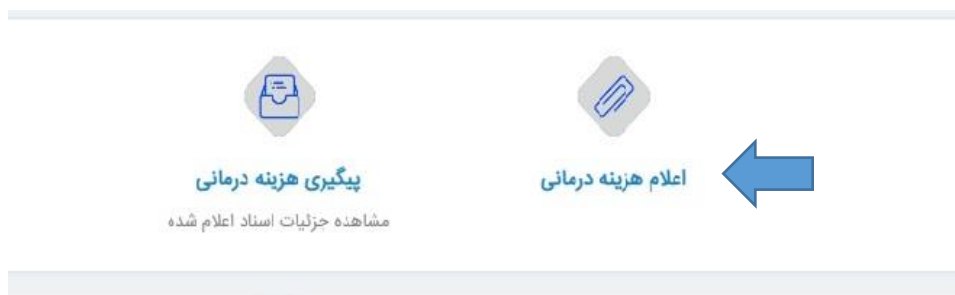 اعلام هزینه درمانی
پیگیری هزینه درمانی
مشاهده جزئیات اسناد اعلام شده